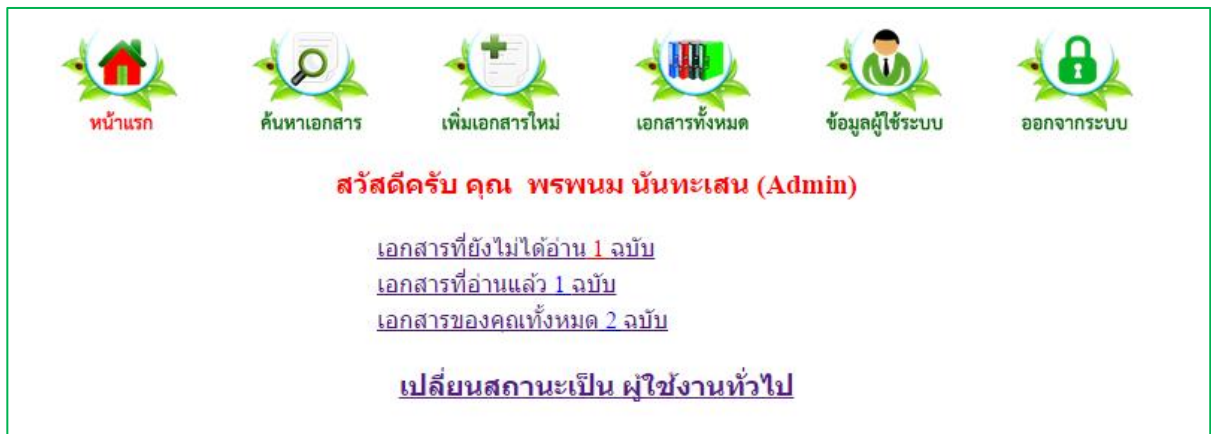 หน้าแรก ค้นหาเอกสาร เพิ่มเอกสารใหม่ เอกสารทั้งหมด ข้อมูลผู้ใช้ระบบ ออกจากระบบ
สวัสดีครับ คุณ พรพนม นันทะเสน (Admin)
เอกสารที่ยังไม่ได้อ่าน 1 ฉบับ
เอกสารที่อ่านแล้ว 1 ฉบับ
เอกสารของคุณทั้งหมด 2 ฉบับ
เปลี่ยนสถานะเป็น ผู้ใช้งานทั่วไป